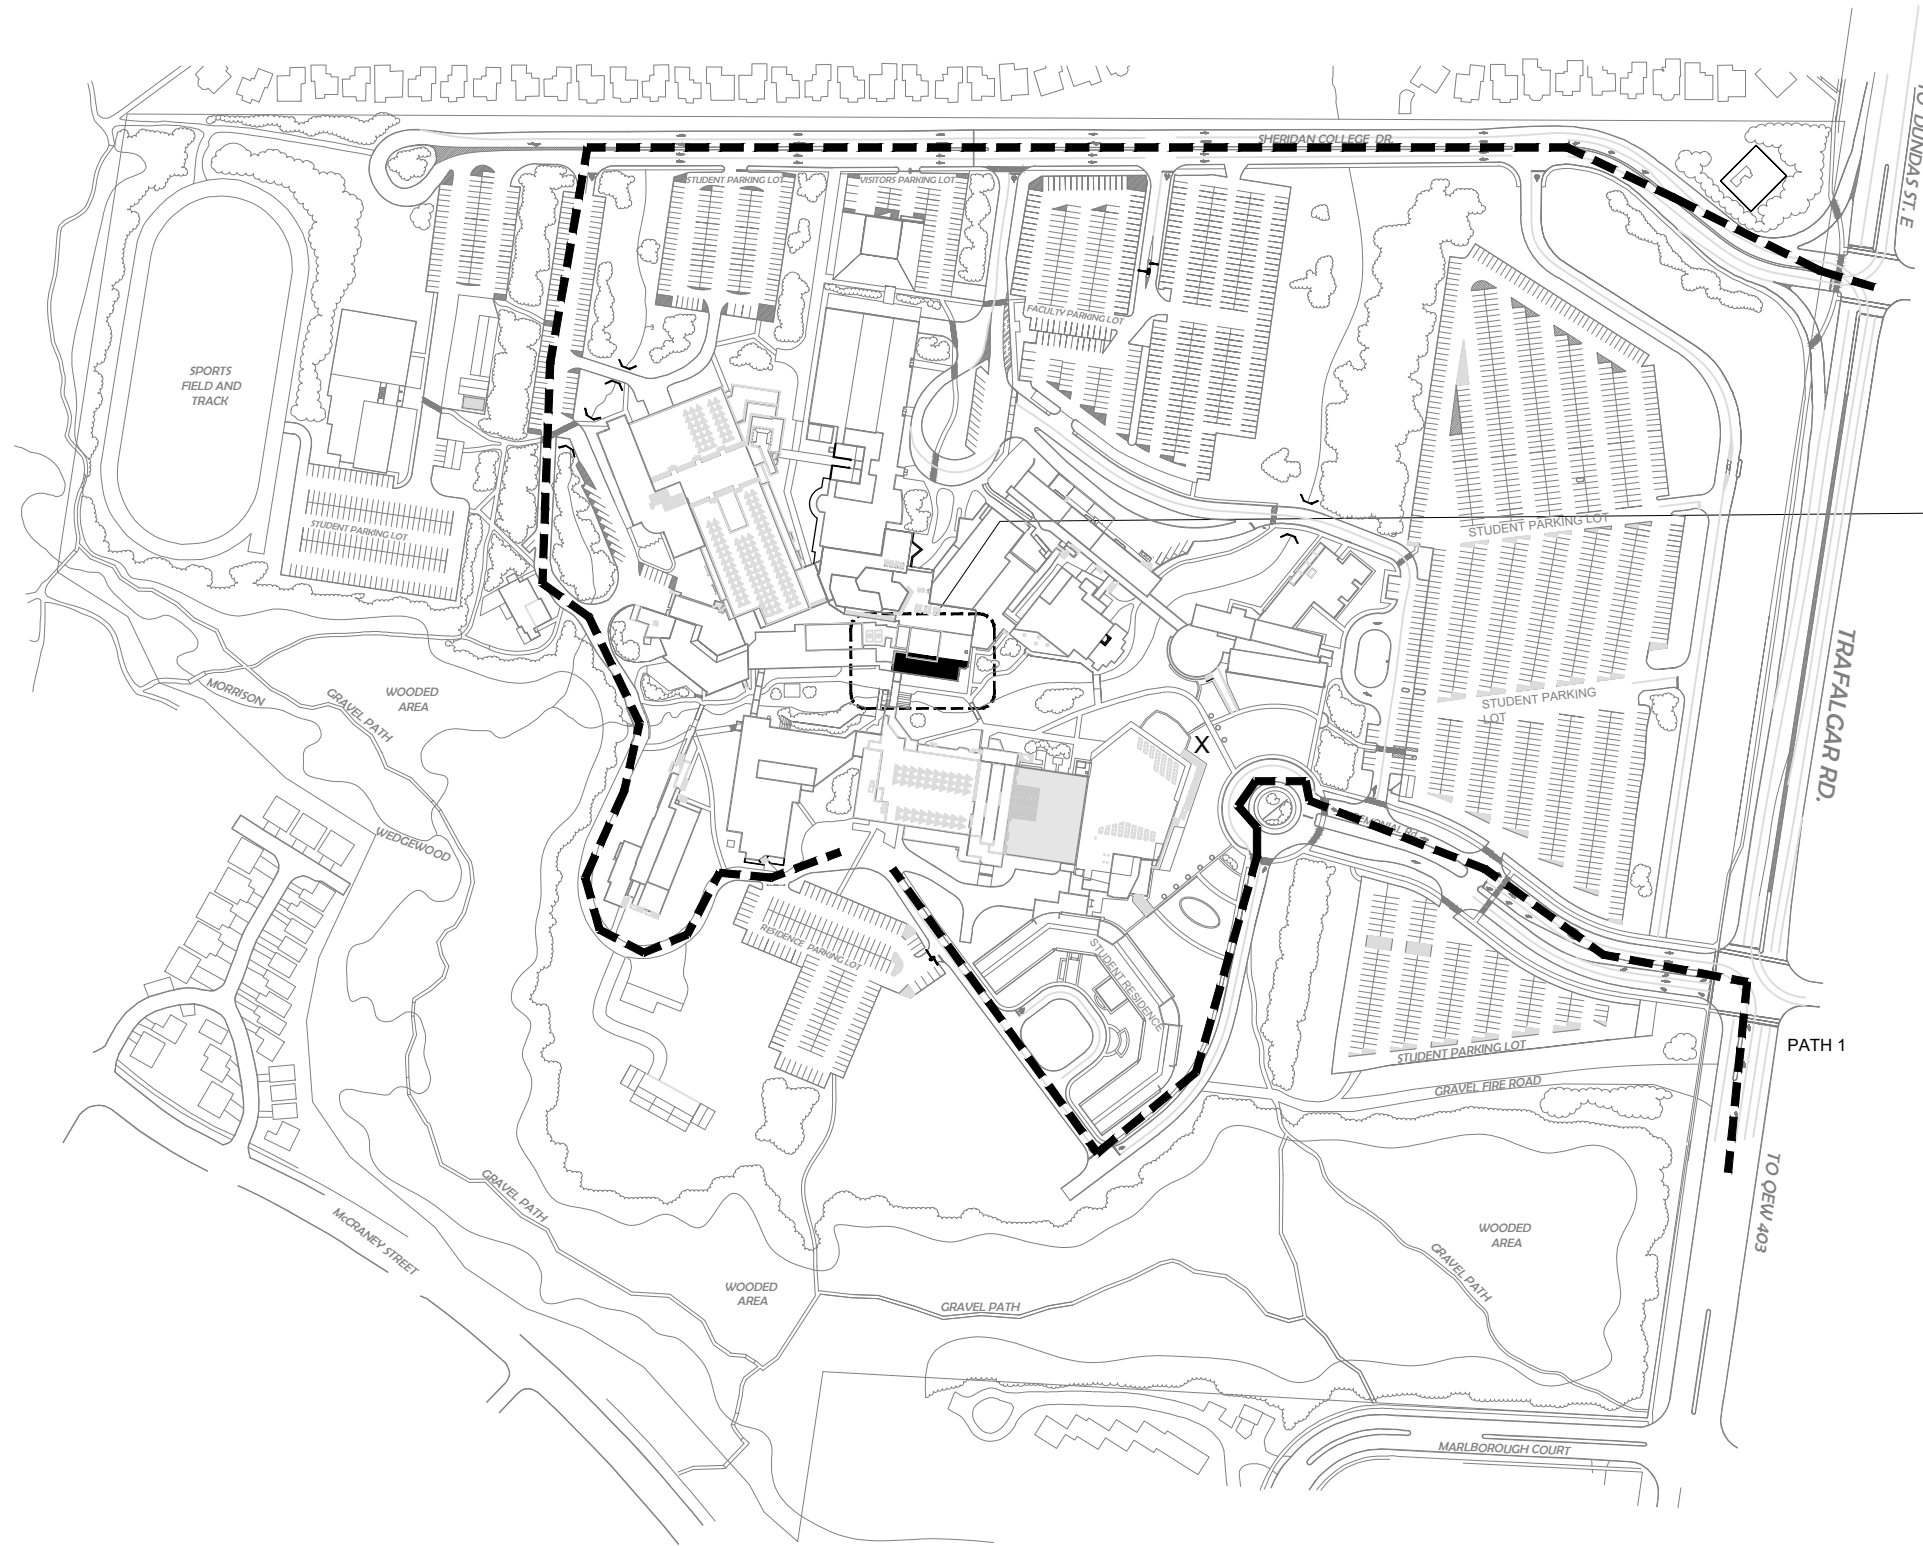 SHERIDAN COLLEGE DR.
TO DUNDAS ST. E
STUDENT PARKING LOT
VISITORS PARKING LOT
FACULTY PARKING LOT
SPORTS
FIELD AND
TRACK
STUDENT PARKING LOT
STUDENT PARKING LOT
TRAFALGAR RD.
MORRISON
GRAVEL PATH
WOODED
AREA
STUDENT PARKING
LOT
X
WEDGEWOOD
RESIDENCE PARKING LOT
STUDENT RESIDENCE
PATH 1
STUDENT PARKING LOT
GRAVEL FIRE ROAD
GRAVEL PATH
McCRANEY STREET
TO QEW 403
WOODED
AREA
GRAVEL PATH
WOODED
AREA
GRAVEL PATH
MARLBOROUGH COURT